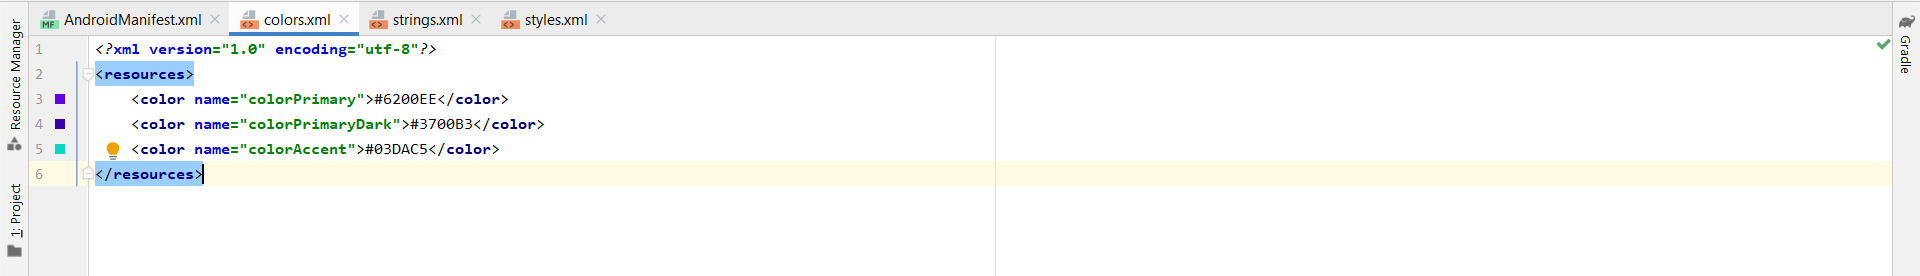 AndroidManifest.xml
colors.xml
strings.xml
styles.xml
MF
Resource Manager
1: Project
Gradle
1 <?xml version="1.0" encoding="utf-8"?>
2 <resources>
3 <color name="colorPrimary">#6200EE</color>
4 <color name="colorPrimaryDark">#3700B3</color>
5 <color name="colorAccent">#03DAC5</color>
6 </resources>